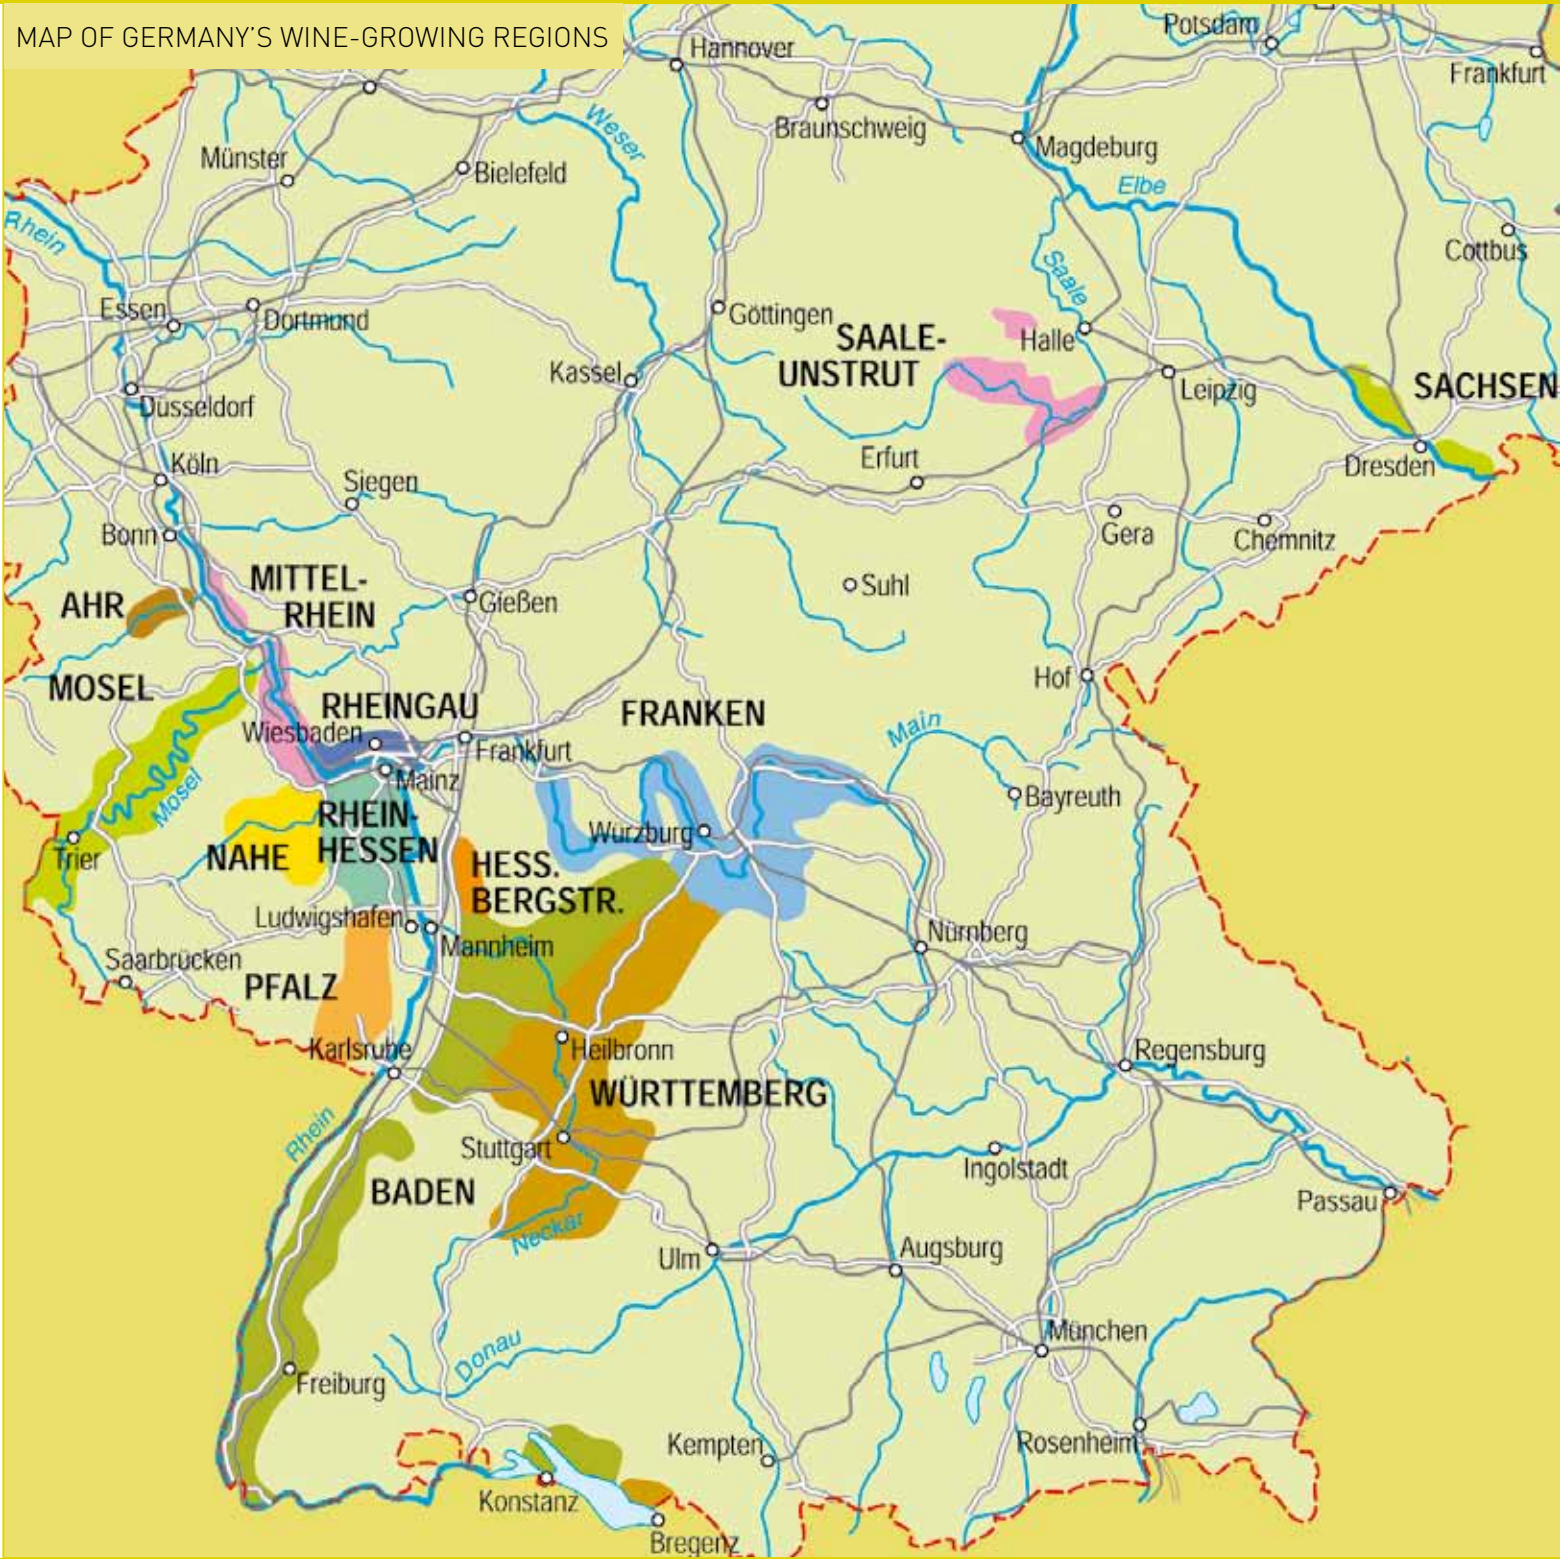 MAP OF GERMANY'S WINE-GROWING REGIONS
Potsdam
Hannover
Frankfurt
Braunschweig
Weser
Magdeburg
Münster
Bielefeld
Elbe
Rhein
Cottbus
Saale
Essen
Dortmund
Göttingen
SAALE-
UNSTRUT
Halle
Kassel
Leipzig
SACHSEN
Düsseldorf
Köln
Siegen
Erfurt
Dresden
Bonn
Gera
Chemnitz
MITTEL-
RHEIN
AHR
Gießen
Suhl
MOSEL
Hof
RHEINGAU
FRANKEN
Wiesbaden
Frankfurt
Main
Mainz
Mosel
Bayreuth
RHEIN-
HESSEN
Würzburg
Trier
NAHE
HESS.
BERGSTR.
Ludwigshafen
Mannheim
Nürnberg
Saarbrücken
PFALZ
Karlsruhe
Heilbronn
Regensburg
WÜRTTEMBERG
Rhein
Stuttgart
Ingolstadt
BADEN
Passau
Neckar
Ulm
Augsburg
Donau
München
Freiburg
Kempten
Rosenheim
Konstanz
Bregenz